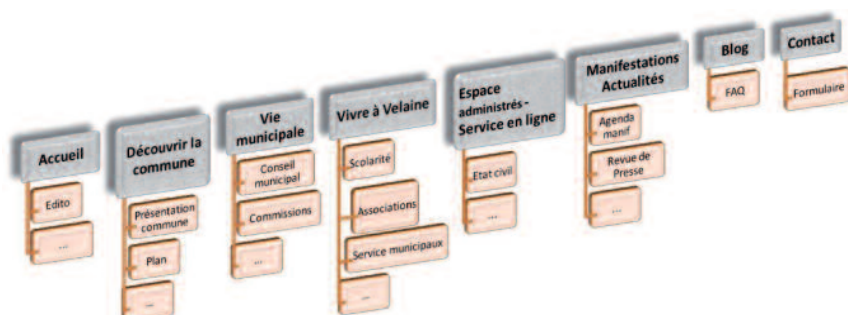 Accueil
Edito
...
Découvrir la
commune
Présentation
commune
Plan
...
Vie
municipale
Conseil
municipal
Commissions
...
Vivre à Velaine
Scolarité
Associations
Service municipaux
...
Espace
administrés -
Service en ligne
Etat civil
...
Manifestations
Actualités
Agenda
manif
Revue de
Presse
...
Blog
FAQ
Contact
Formulaire